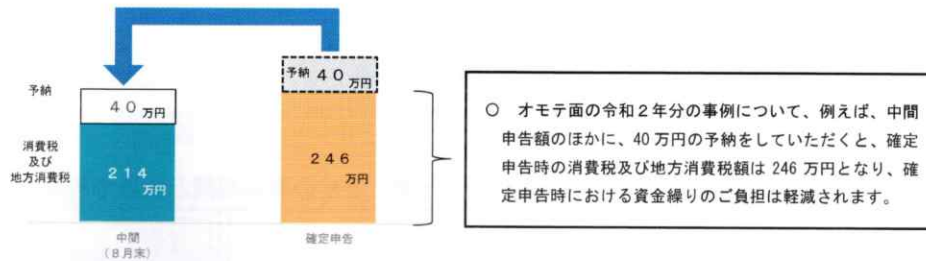 予納 40万円
予納
40万円
消費税
及び
地方消費税
214
万円
246
万円
中間
(8月末)
確定申告
○ オモテ面の令和2年分の事例について、例えば、中間
申告額のほかに、40万円の予納をしていただくと、確定
申告時の消費税及び地方消費税額は 246 万円となり、確
定申告時における資金繰りのご負担は軽減されます。